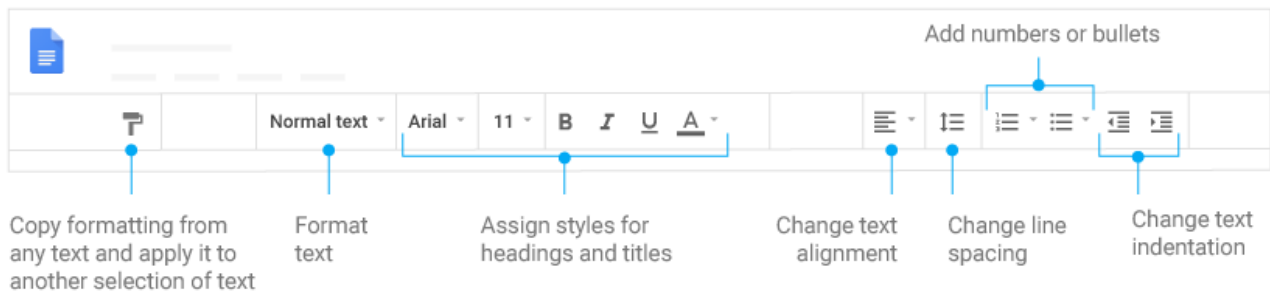 Add numbers or bullets
Normal text Arial 11 B I U A
Copy formatting from
any text and apply it to
another selection of text
Format
text
Assign styles for
headings and titles
Change text
alignment
Change line
spacing
Change text
indentation